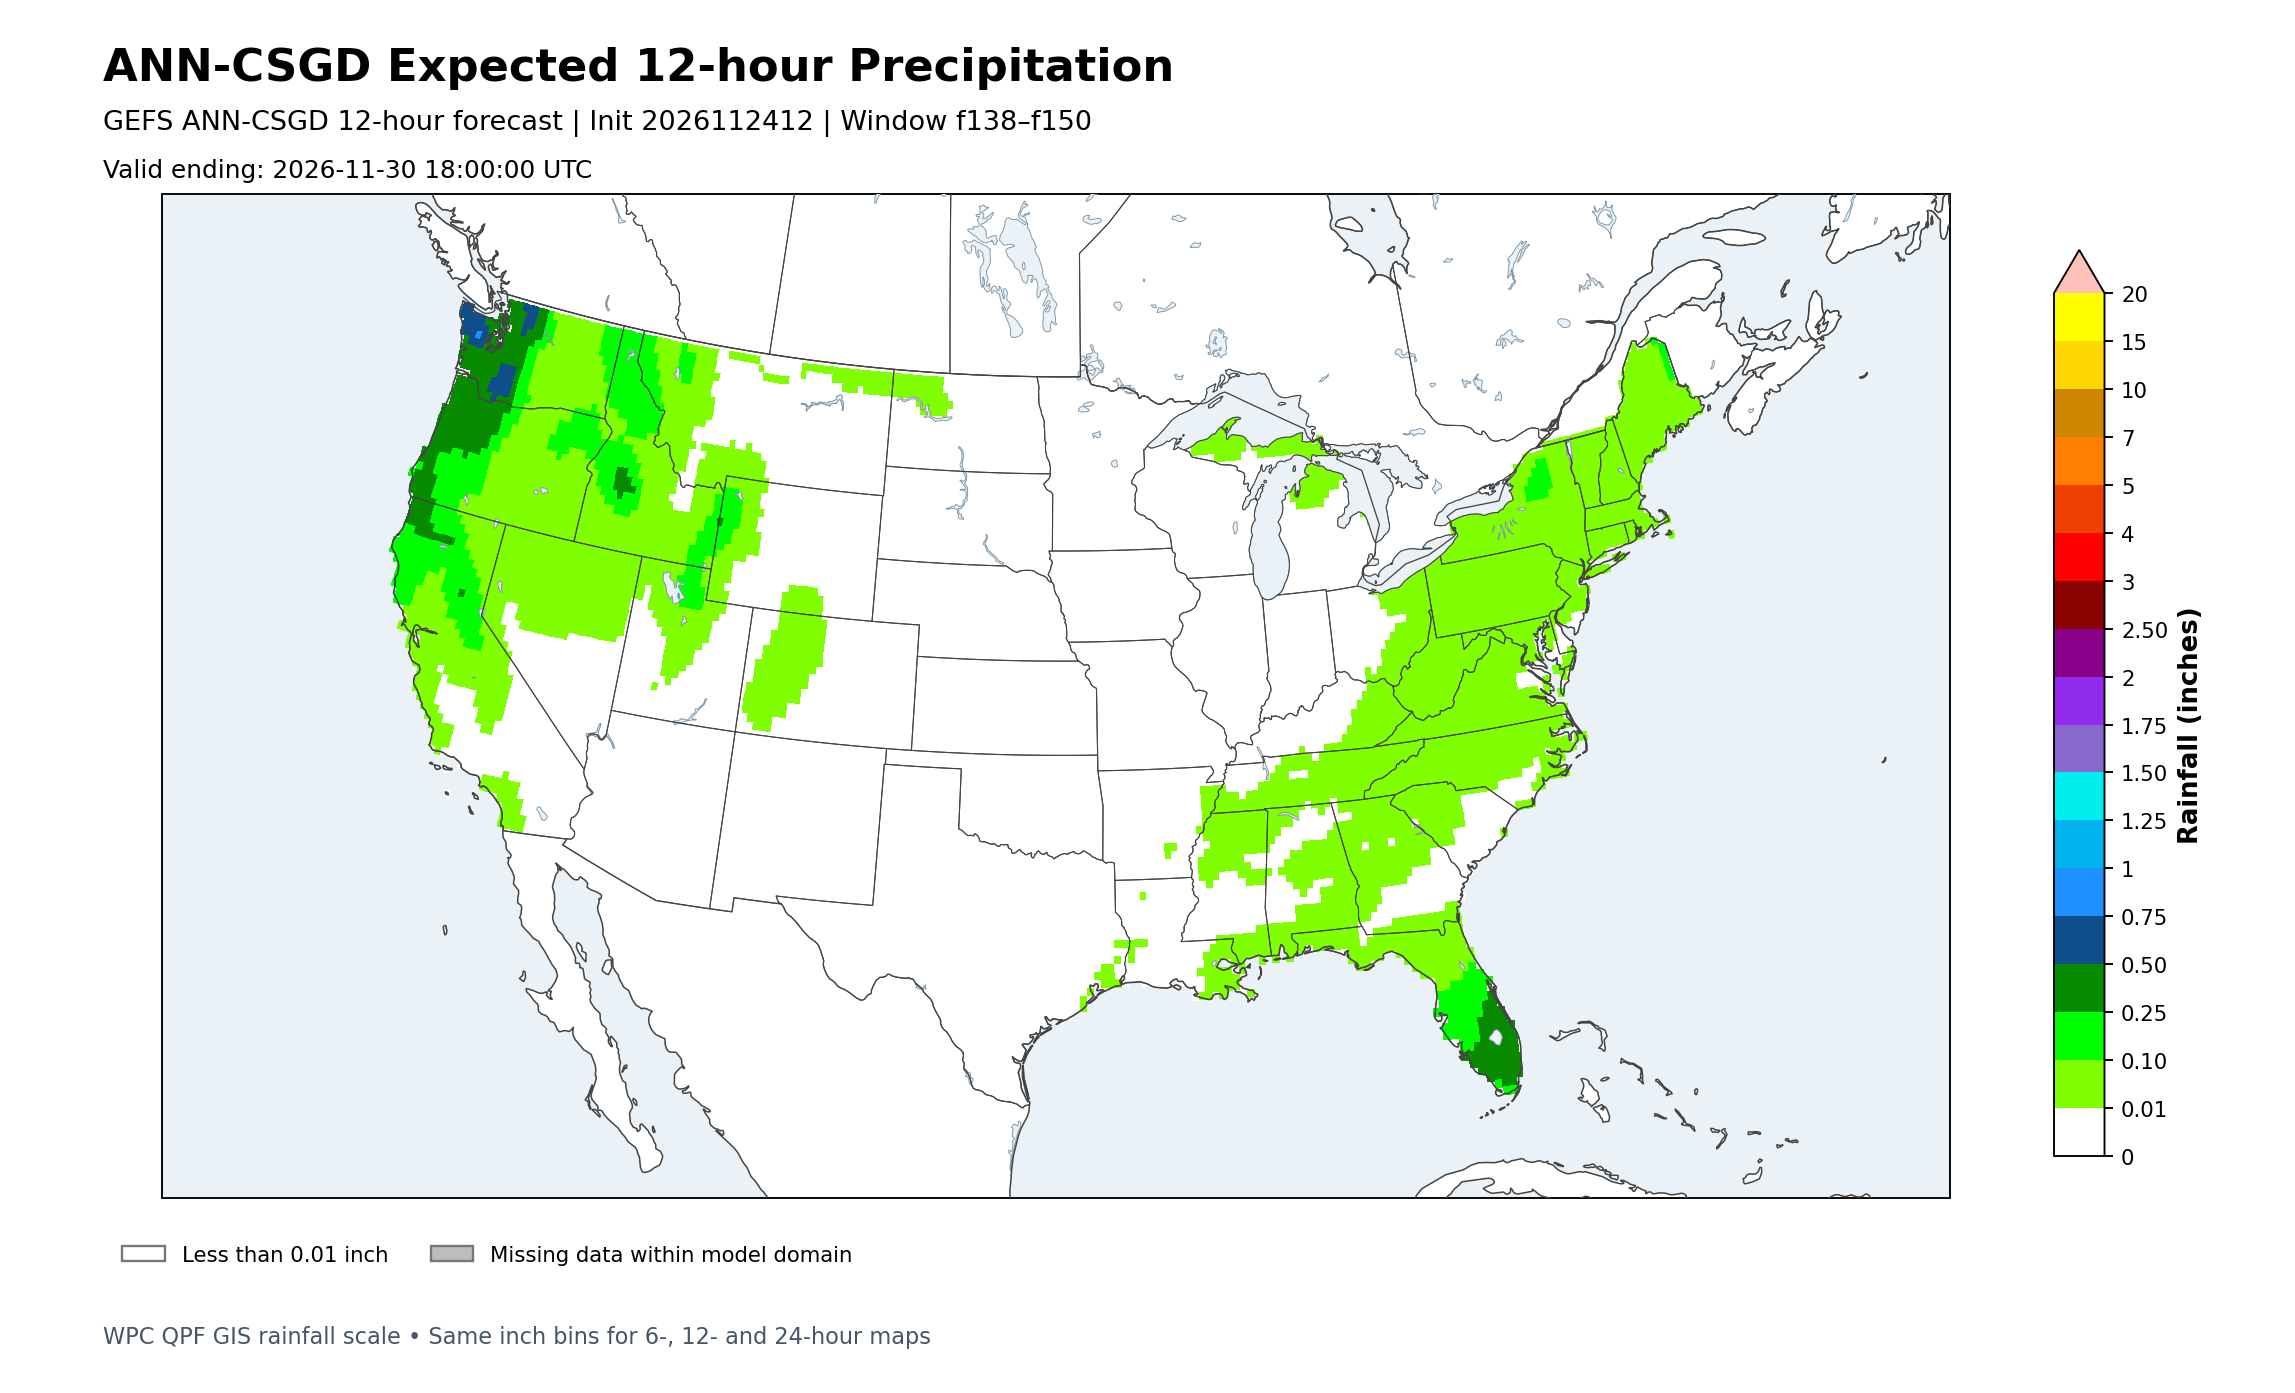 ANN-CSGD Expected 12-hour Precipitation
GEFS ANN-CSGD 12-hour forecast | Init 2026112412 | Window f138–f150
Valid ending: 2026-11-30 18:00:00 UTC
20
15
10
7
5
4
3
2.50
2
1.75
1.50
1.25
1
0.75
0.50
0.25
0.10
0.01
0
Rainfall (inches)
Less than 0.01 inch
Missing data within model domain
WPC QPF GIS rainfall scale • Same inch bins for 6-, 12- and 24-hour maps